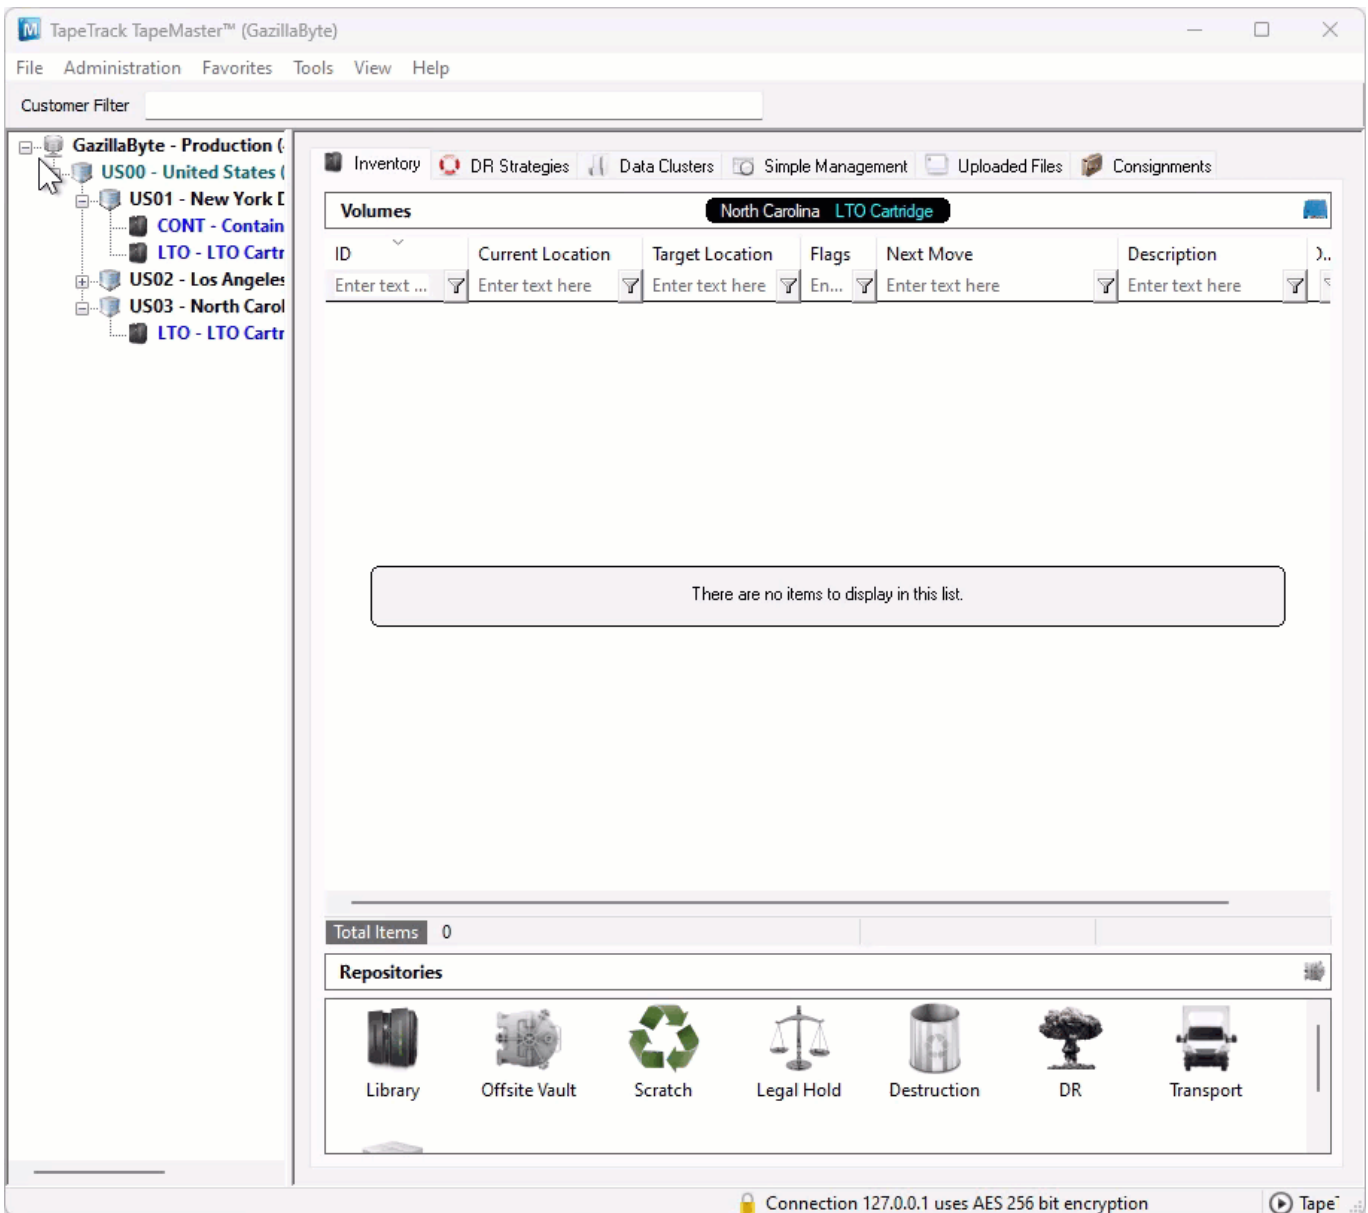 TapeTrack TapeMaster™ (GazillaByte)
File Administration Favorites Tools View Help
Customer Filter
GazillaByte - Production (
US00 - United States (
US01 - New York D
CONT - Contain
LTO - LTO Cartr
US02 - Los Angeles
US03 - North Carol
LTO - LTO Cartr
Inventory DR Strategies Data Clusters Simple Management Uploaded Files Consignments
Volumes North Carolina LTO Cartridge
ID Current Location Target Location Flags Next Move Description
Enter text ... Enter text here Enter text here En... Enter text here Enter text here
There are no items to display in this list.
Total Items 0
Repositories
Library Offsite Vault Scratch Legal Hold Destruction DR Transport
Connection 127.0.0.1 uses AES 256 bit encryption Tape